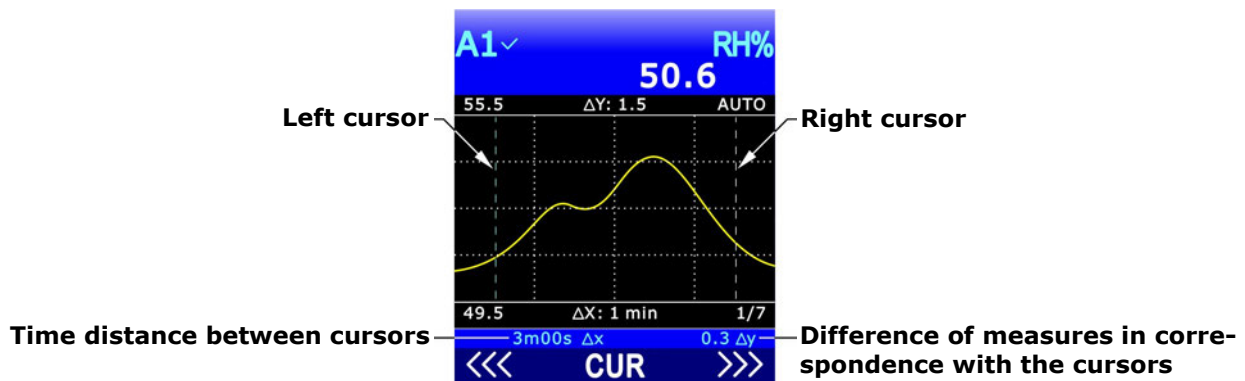 A1✓ RH%
50.6
55.5 ΔY: 1.5 AUTO
Left cursor
Right cursor
49.5 ΔX: 1 min 1/7
Time distance between cursors
3m00s Δx 0.3 Δy
Difference of measures in corre-
spondence with the cursors
<<< CUR >>>